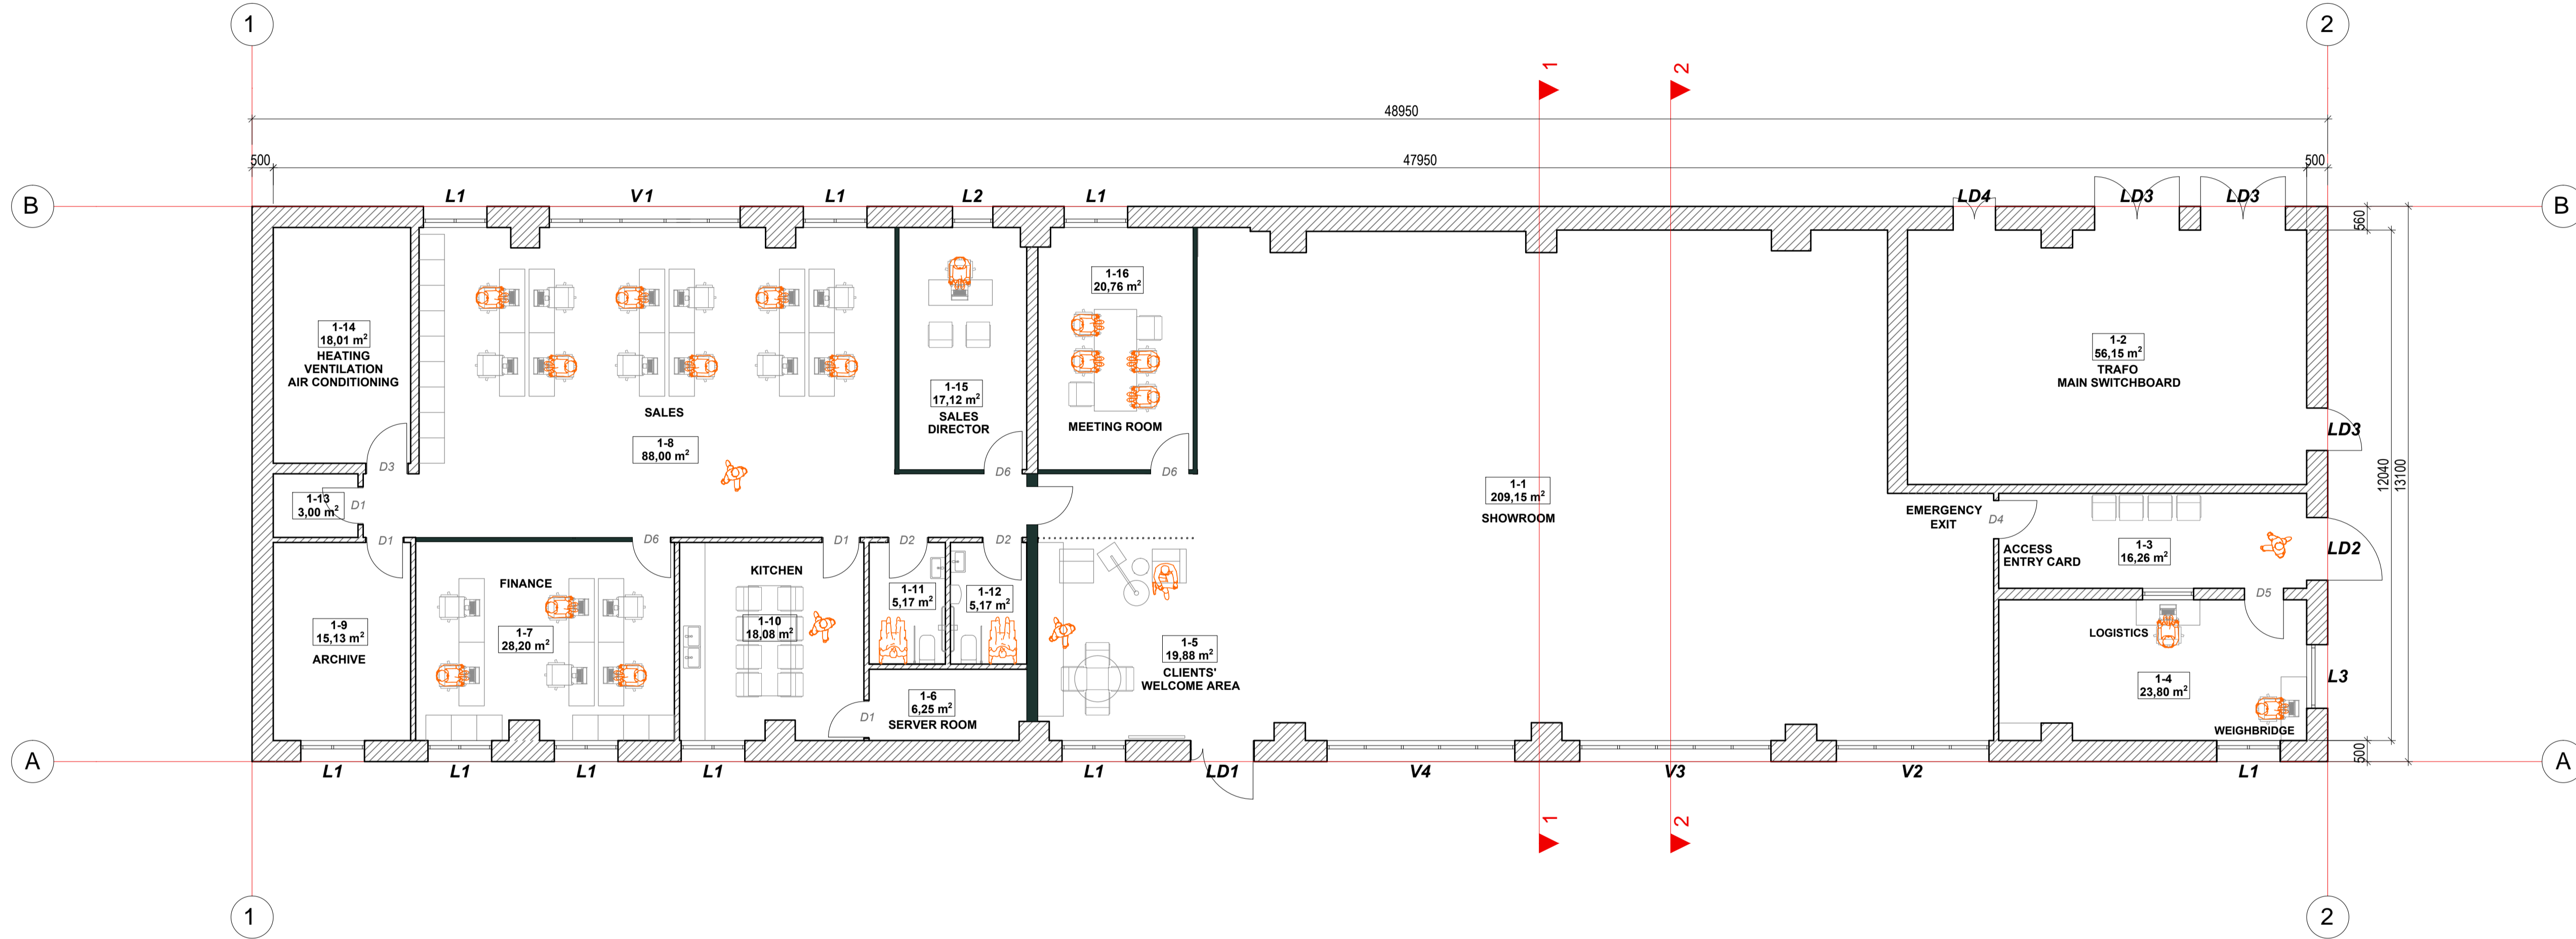 1
2
1
2
48950
500
47950
500
L1
V1
L1
L2
L1
LD4
LD3
LD3
B
B
560
1-14
18,01 m²
HEATING
VENTILATION
AIR CONDITIONING
SALES
1-8
88,00 m²
1-15
17,12 m²
SALES
DIRECTOR
1-16
20,76 m²
MEETING ROOM
1-2
56,15 m²
TRAFO
MAIN SWITCHBOARD
LD3
D3
D6
D6
12040
13100
1-13
3,00 m²
D1
1-1
209,15 m²
SHOWROOM
EMERGENCY
EXIT
D4
D1
D6
D1
D2
D2
ACCESS
ENTRY CARD
1-3
16,26 m²
LD2
FINANCE
KITCHEN
1-11
5,17 m²
1-12
5,17 m²
D5
1-9
15,13 m²
ARCHIVE
1-7
28,20 m²
1-10
18,08 m²
1-5
19,88 m²
CLIENTS'
WELCOME AREA
LOGISTICS
1-4
23,80 m²
L3
D1
1-6
6,25 m²
SERVER ROOM
WEIGHBRIDGE
500
A
A
L1
L1
L1
L1
L1
LD1
V4
V3
V2
L1
1
2
1
2